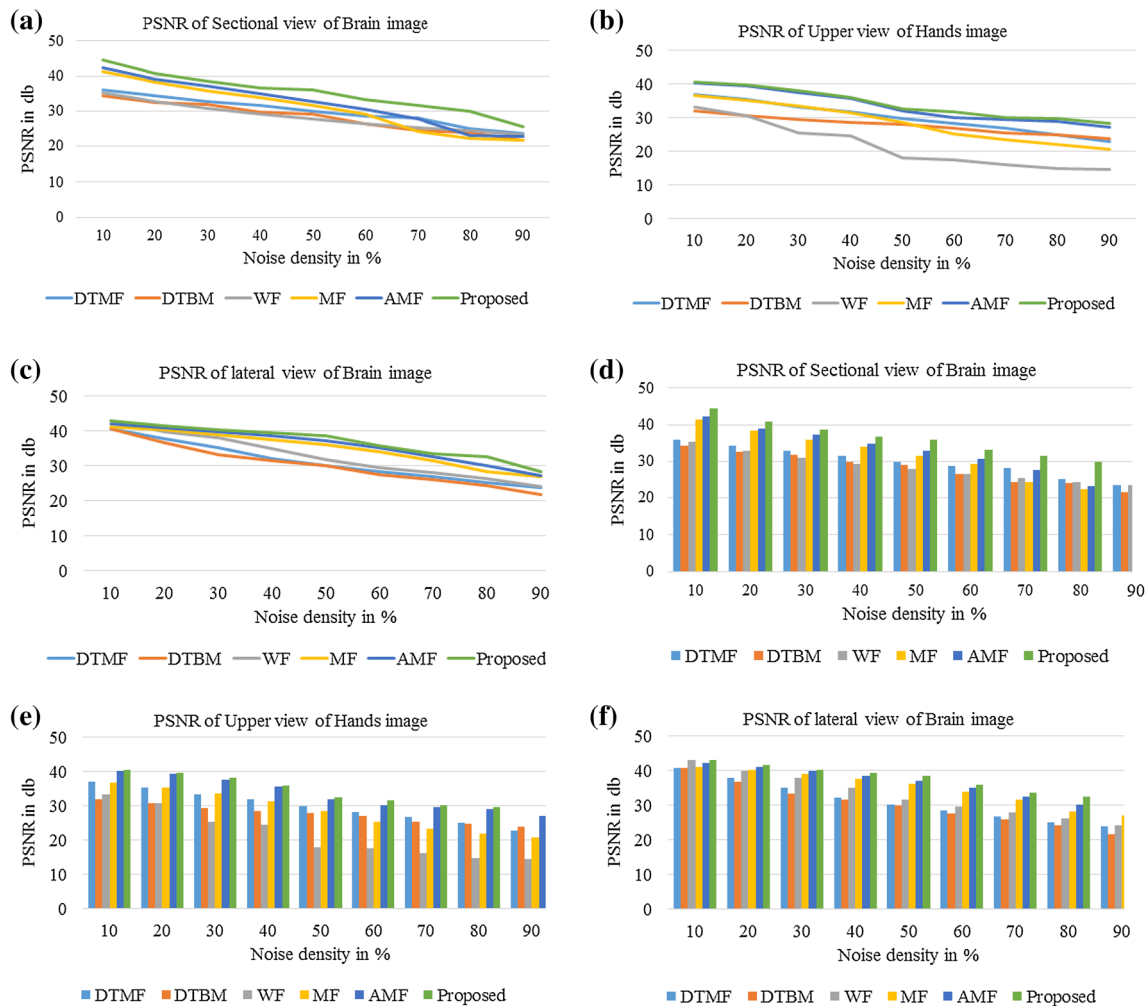 (a)
PSNR of Sectional view of Brain image
50
40
30
20
10
0
PSNR in db
10 20 30 40 50 60 70 80 90
Noise density in %
DTMF DTBM WF MF AMF Proposed
(b)
PSNR of Upper view of Hands image
50
40
30
20
10
0
PSNR in db
10 20 30 40 50 60 70 80 90
Noise density in %
DTMF DTBM WF MF AMF Proposed
(c)
PSNR of lateral view of Brain image
50
40
30
20
10
0
PSNR in db
10 20 30 40 50 60 70 80 90
Noise density in %
DTMF DTBM WF MF AMF Proposed
(d)
PSNR of Sectional view of Brain image
50
40
30
20
10
0
PSNR in db
10 20 30 40 50 60 70 80 90
Noise density in %
DTMF DTBM WF MF AMF Proposed
(e)
PSNR of Upper view of Hands image
50
40
30
20
10
0
PSNR in db
10 20 30 40 50 60 70 80 90
Noise density in %
DTMF DTBM WF MF AMF Proposed
(f)
PSNR of lateral view of Brain image
50
40
30
20
10
0
PSNR in db
10 20 30 40 50 60 70 80 90
Noise density in %
DTMF DTBM WF MF AMF Proposed